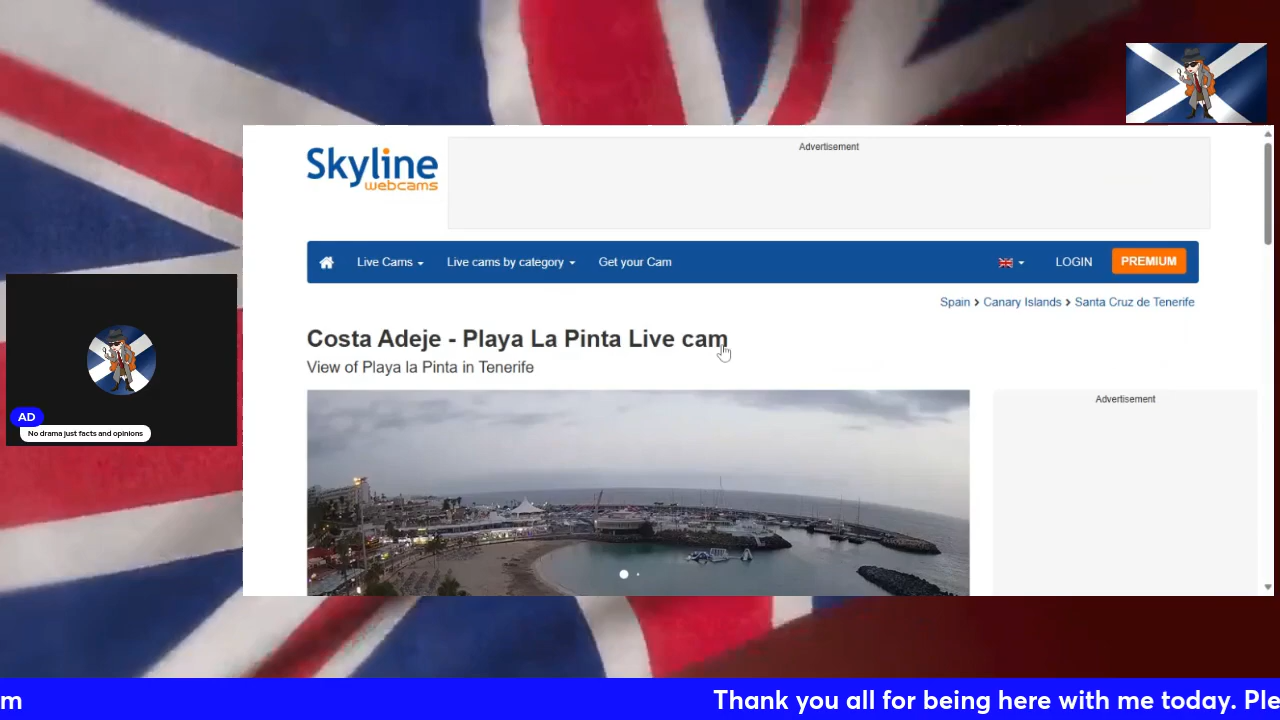 Skyline
webcams
Advertisement
Live Cams
Live cams by category
Get your Cam
LOGIN
PREMIUM
Spain > Canary Islands > Santa Cruz de Tenerife
Costa Adeje - Playa La Pinta Live cam
View of Playa la Pinta in Tenerife
Advertisement
AD
No drama just facts and opinions
m
Thank you all for being here with me today. Ple